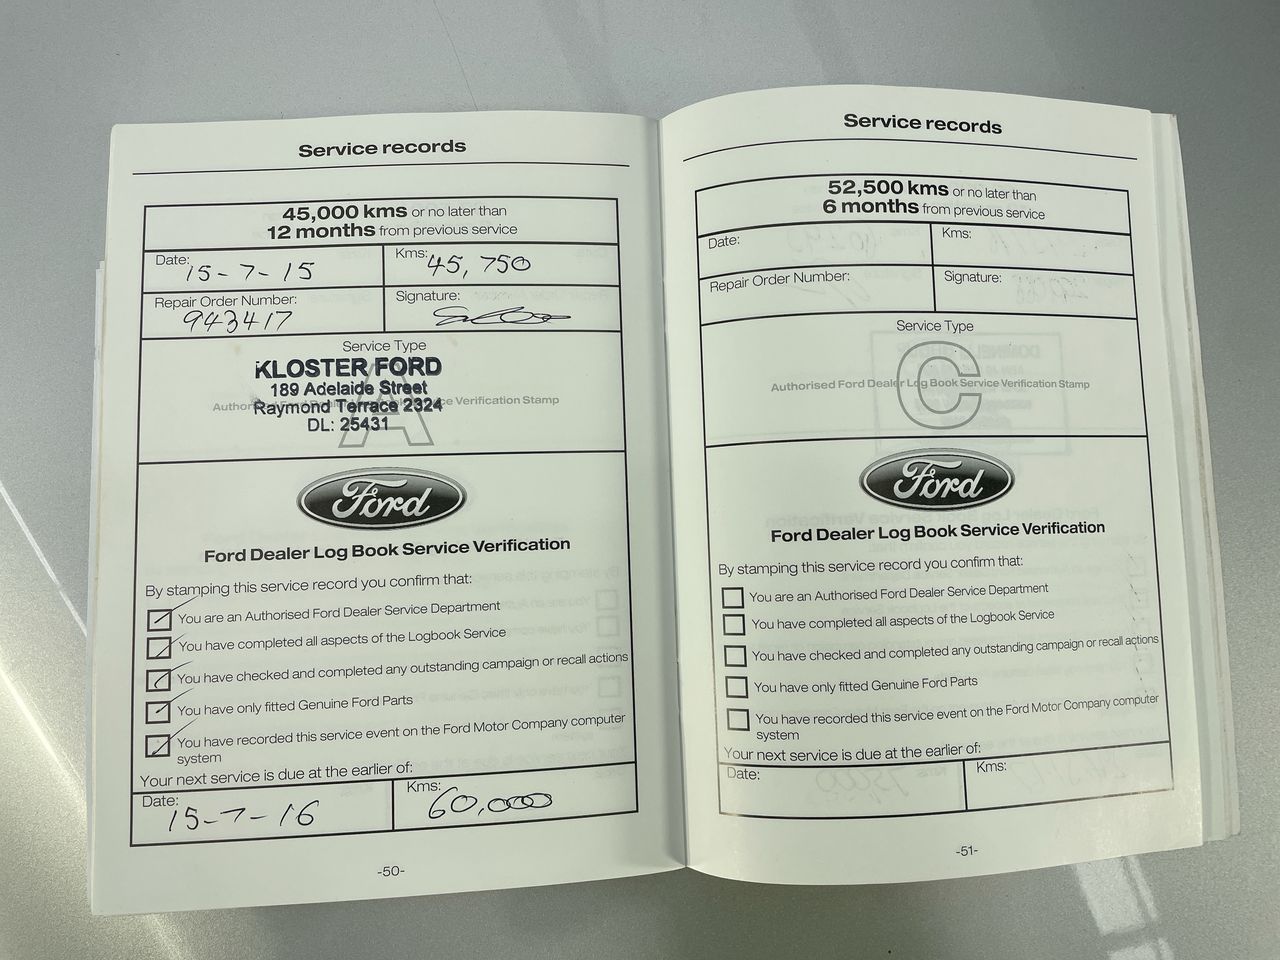 Service records
45,000 kms or no later than
12 months from previous service
Date: 15-7-15
Kms: 45,750
Repair Order Number: 943417
Signature:
Service Type
A
KLOSTER FORD
189 Adelaide Street
Raymond Terrace 2324
DL: 25431
Authorised Ford Dealer Log Book Service Verification Stamp
Ford
Ford Dealer Log Book Service Verification
By stamping this service record you confirm that:
You are an Authorised Ford Dealer Service Department
You have completed all aspects of the Logbook Service
You have checked and completed any outstanding campaign or recall actions
You have only fitted Genuine Ford Parts
You have recorded this service event on the Ford Motor Company computer
system
Your next service is due at the earlier of:
Date: 15-7-16
Kms: 60,000
-50-
Service records
52,500 kms or no later than
6 months from previous service
Date:
Kms:
Repair Order Number:
Signature:
Service Type
C
Authorised Ford Dealer Log Book Service Verification Stamp
Ford
Ford Dealer Log Book Service Verification
By stamping this service record you confirm that:
You are an Authorised Ford Dealer Service Department
You have completed all aspects of the Logbook Service
You have checked and completed any outstanding campaign or recall actions
You have only fitted Genuine Ford Parts
You have recorded this service event on the Ford Motor Company computer
system
Your next service is due at the earlier of:
Date:
Kms:
-51-